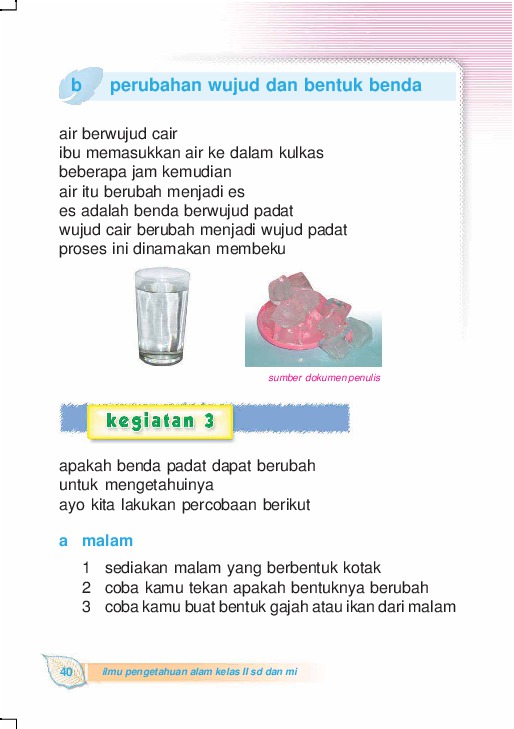 b perubahan wujud dan bentuk benda
air berwujud cair
ibu memasukkan air ke dalam kulkas
beberapa jam kemudian
air itu berubah menjadi es
es adalah benda berwujud padat
wujud cair berubah menjadi wujud padat
proses ini dinamakan membeku
sumber dokumen penulis
kegiatan 3
apakah benda padat dapat berubah
untuk mengetahuinya
ayo kita lakukan percobaan berikut
a malam
1 sediakan malam yang berbentuk kotak
2 coba kamu tekan apakah bentuknya berubah
3 coba kamu buat bentuk gajah atau ikan dari malam
40 ilmu pengetahuan alam kelas II sd dan mi